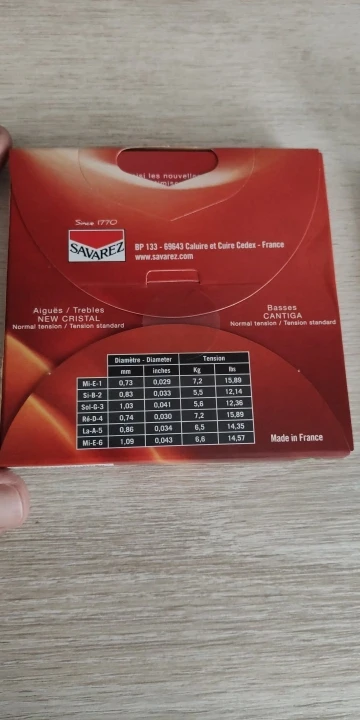 les nouvelle
Since 1770
SAVAREZ
BP 133 - 69643 Caluire et Cuire Cedex - France
www.savarez.com
Aiguës / Trebles
NEW CRISTAL
Normal tension / Tension standard
Basses
CANTIGA
Normal tension / Tension standard
Diamètre - Diameter Tension
mm inches Kg lbs
Mi-E-1 0,73 0,029 7,2 15,89
Si-B-2 0,83 0,033 5,5 12,14
Sol-G-3 1,03 0,041 5,6 12,36
Ré-D-4 0,74 0,030 7,2 15,89
La-A-5 0,86 0,034 6,5 14,35
Mi-E-6 1,09 0,043 6,6 14,57
Made in France